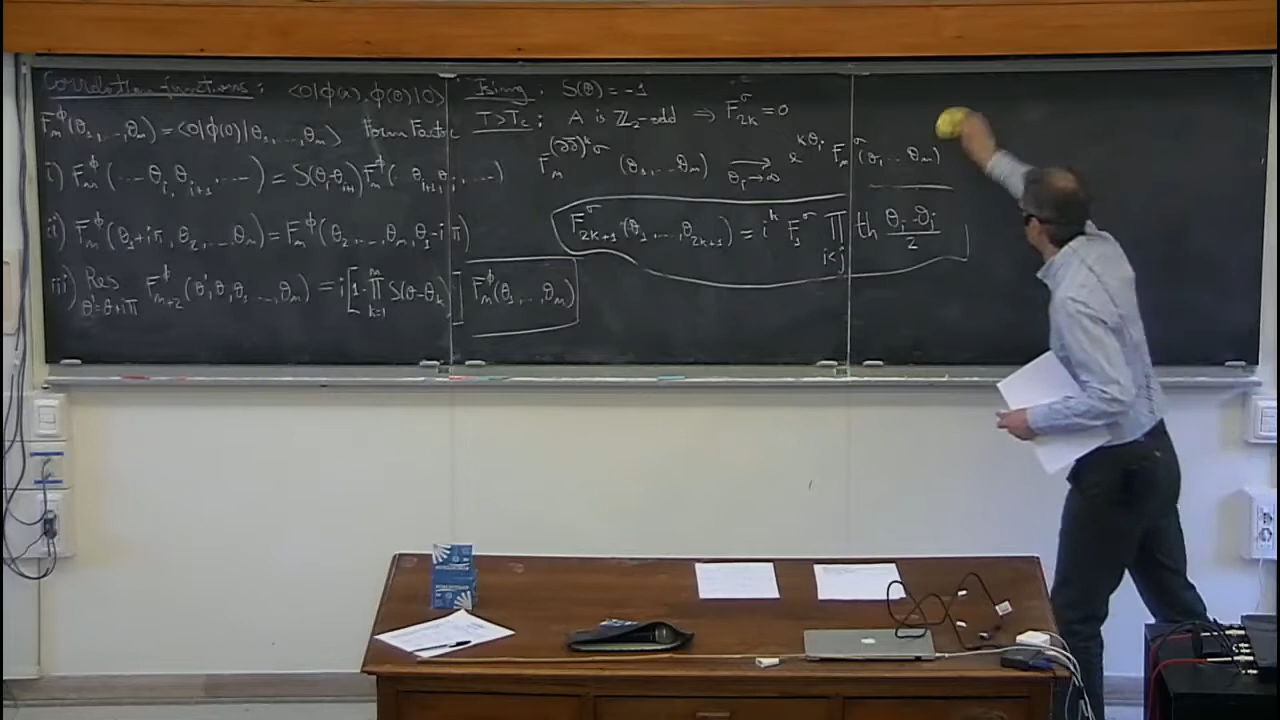 Correlation functions : <0|ϕ(x), ϕ(0)|0>
F_m^ϕ(θ_1, ..., θ_m) = <0|ϕ(0)|θ_1, ..., θ_m> Form Factor
i) F_m^ϕ(... θ_i, θ_{i+1}, ...) = S(θ_i-θ_{i+1}) F_m^ϕ(... θ_{i+1}, θ_i, ...)
ii) F_m^ϕ(θ_1+iπ, θ_2, ..., θ_m) = F_m^ϕ(θ_2, ..., θ_m, θ_1-iπ)
iii) Res_{θ'=θ+iπ} F_{m+2}^ϕ(θ', θ, θ_1 ..., θ_m) = i[1-∏_{k=1}^m S(θ-θ_k)] F_m^ϕ(θ_1, ..., θ_m)
Ising : S(θ) = -1
T>T_c : A is ℤ_2-odd ⇒ F_{2k}^σ = 0
F_m^{(∂∂̄)^k σ} (θ_1, ... θ_m) → _{θ_i→∞} e^{kθ_i} F_m^σ(θ_1 ... θ_m)
F_{2k+1}^σ(θ_1, ..., θ_{2k+1}) = i^k F_1^σ ∏_{i<j} th (θ_i-θ_j)/2